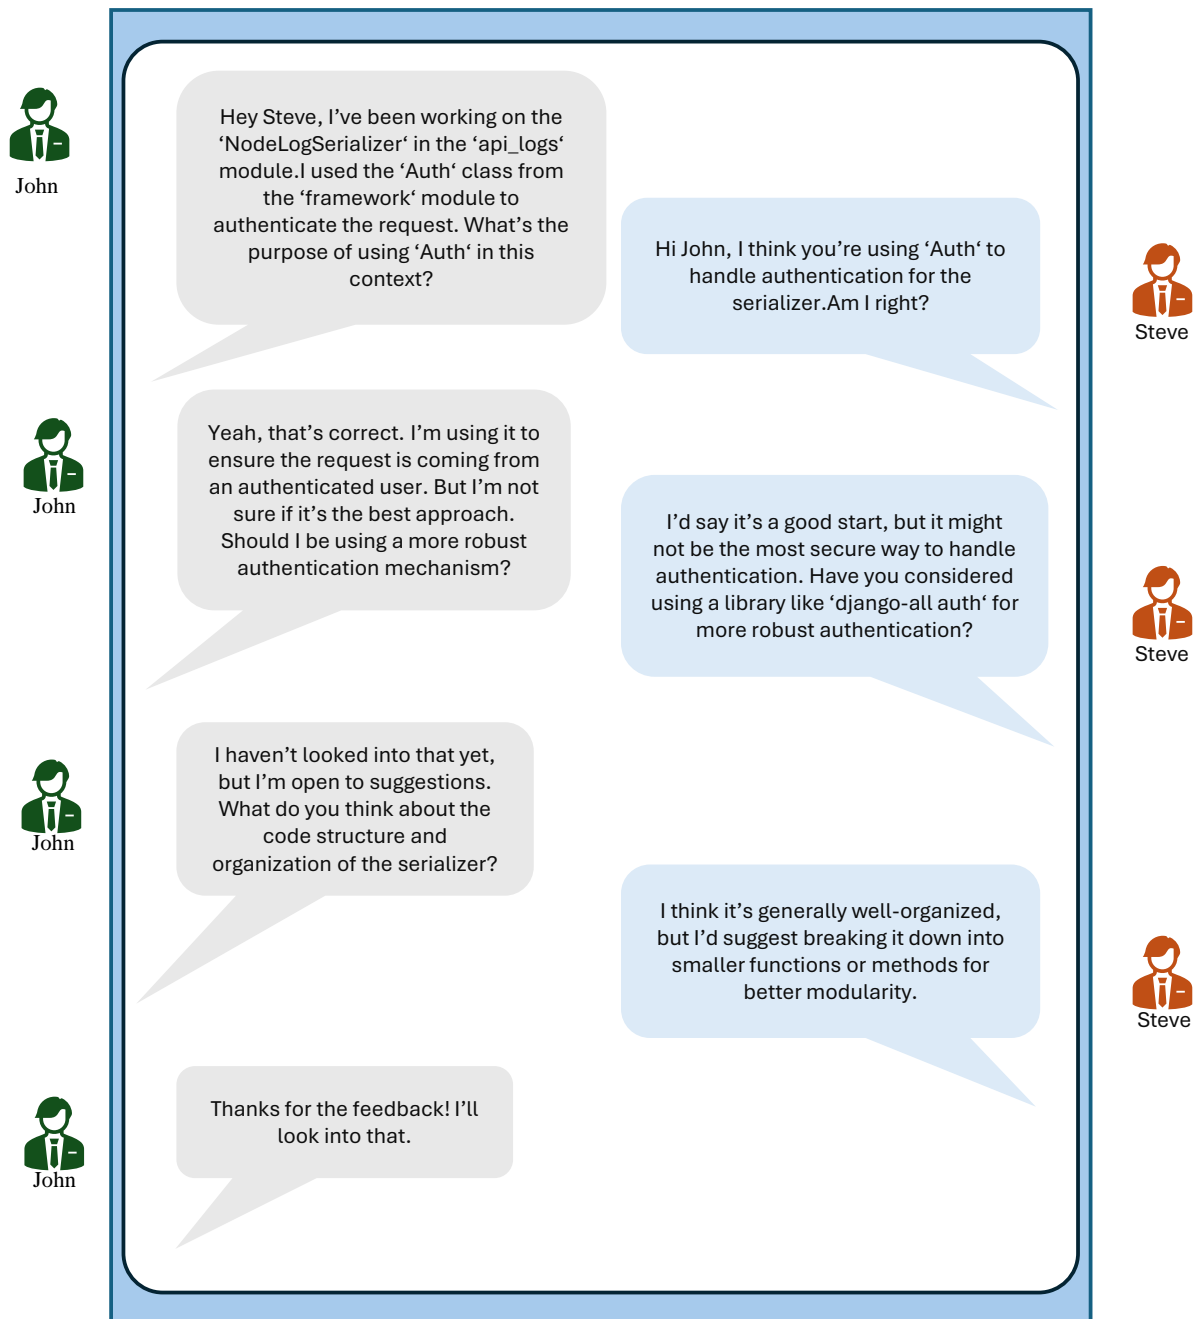 John
Hey Steve, I’ve been working on the
‘NodeLogSerializer‘ in the ‘api_logs‘
module.I used the ‘Auth‘ class from
the ‘framework‘ module to
authenticate the request. What’s the
purpose of using ‘Auth‘ in this
context?
Hi John, I think you’re using ‘Auth‘ to
handle authentication for the
serializer.Am I right?
Steve
John
Yeah, that’s correct. I’m using it to
ensure the request is coming from
an authenticated user. But I’m not
sure if it’s the best approach.
Should I be using a more robust
authentication mechanism?
I’d say it’s a good start, but it might
not be the most secure way to handle
authentication. Have you considered
using a library like ‘django-all auth‘ for
more robust authentication?
Steve
John
I haven’t looked into that yet,
but I’m open to suggestions.
What do you think about the
code structure and
organization of the serializer?
I think it’s generally well-organized,
but I’d suggest breaking it down into
smaller functions or methods for
better modularity.
Steve
John
Thanks for the feedback! I’ll
look into that.